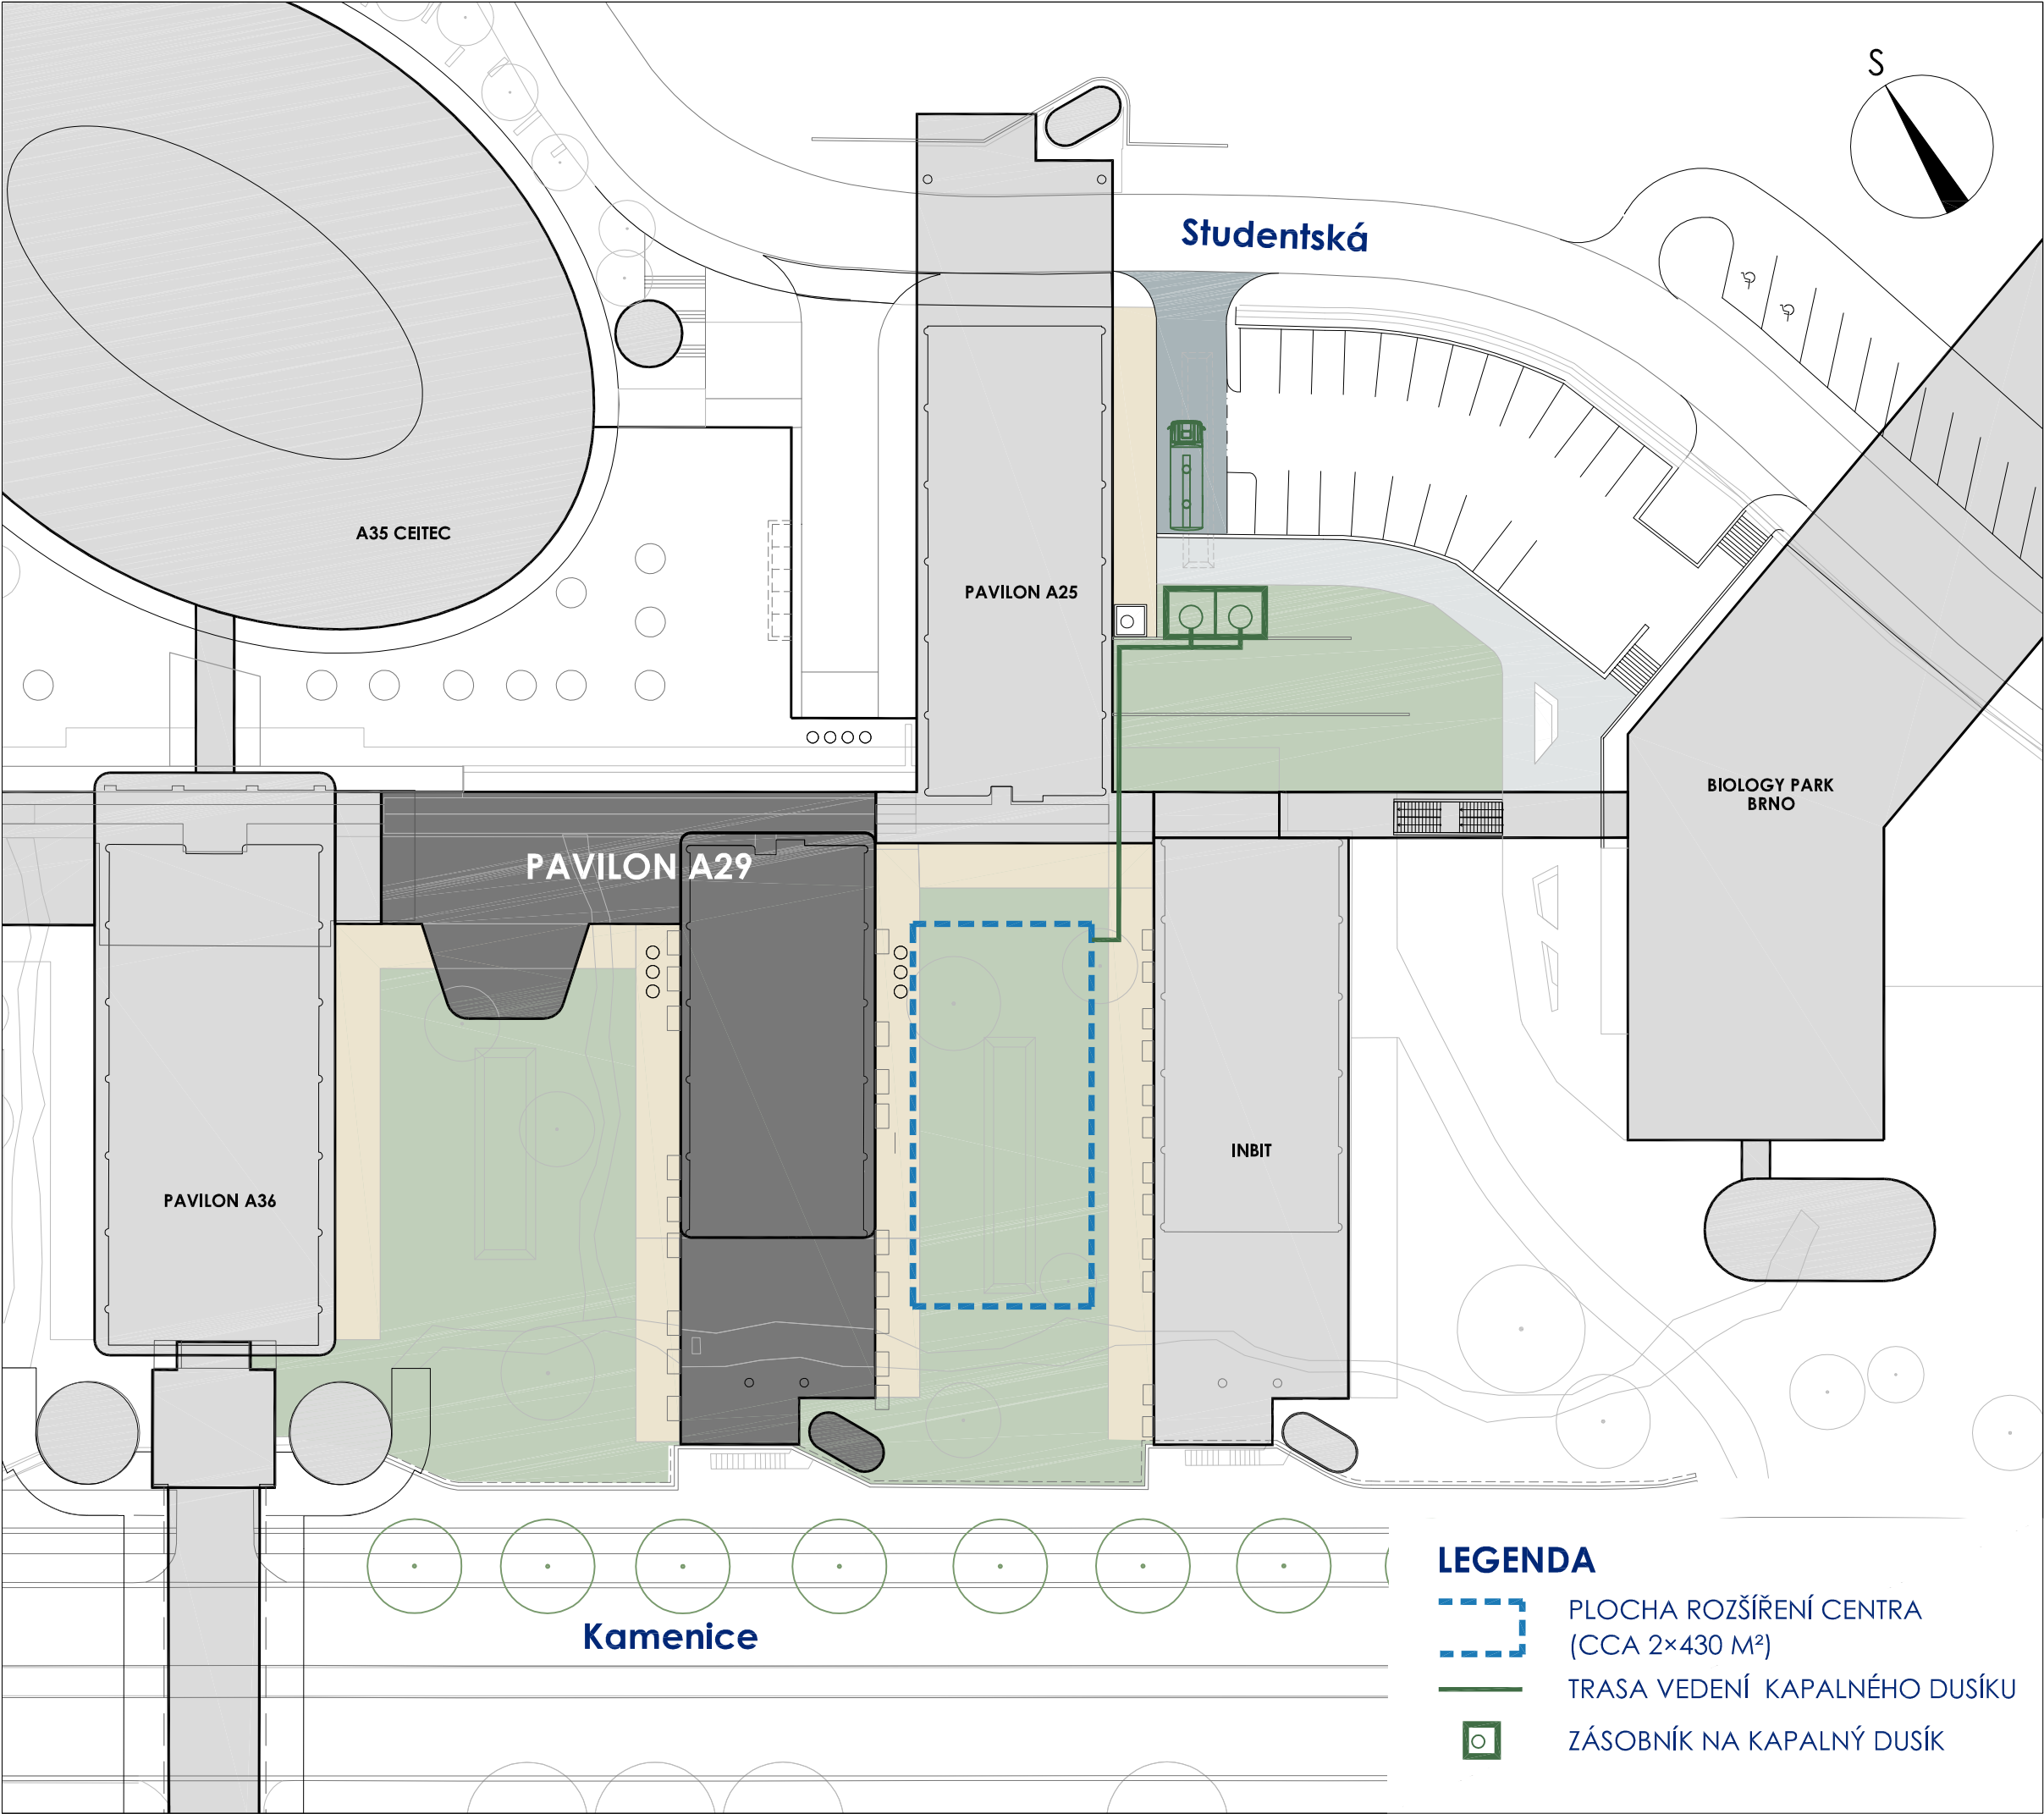 S
Studentská
A35 CEITEC
PAVILON A25
BIOLOGY PARK
BRNO
PAVILON A29
INBIT
PAVILON A36
Kamenice
LEGENDA
PLOCHA ROZŠÍŘENÍ CENTRA
(CCA 2×430 M²)
TRASA VEDENÍ KAPALNÉHO DUSÍKU
ZÁSOBNÍK NA KAPALNÝ DUSÍK